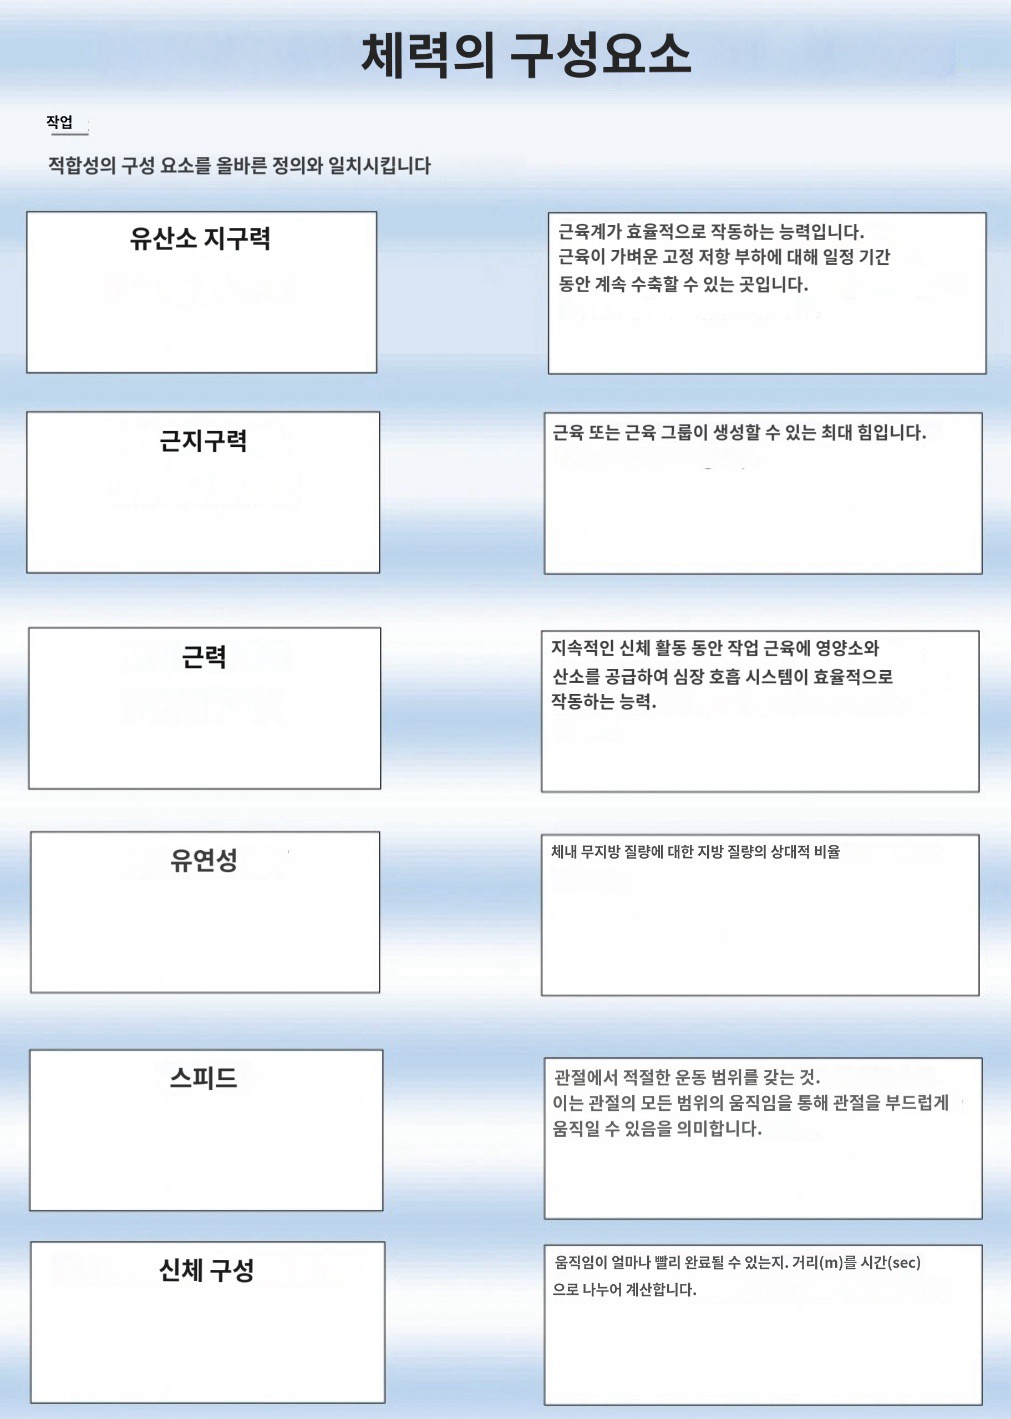 체력의 구성요소
작업
적합성의 구성 요소를 올바른 정의와 일치시킵니다
유산소 지구력
근육계가 효율적으로 작동하는 능력입니다.
근육이 가벼운 고정 저항 부하에 대해 일정 기간
동안 계속 수축할 수 있는 곳입니다.
근지구력
근육 또는 근육 그룹이 생성할 수 있는 최대 힘입니다.
근력
지속적인 신체 활동 동안 작업 근육에 영양소와
산소를 공급하여 심장 호흡 시스템이 효율적으로
작동하는 능력.
유연성
체내 무지방 질량에 대한 지방 질량의 상대적 비율
스피드
관절에서 적절한 운동 범위를 갖는 것.
이는 관절의 모든 범위의 움직임을 통해 관절을 부드럽게
움직일 수 있음을 의미합니다.
신체 구성
움직임이 얼마나 빨리 완료될 수 있는지. 거리(m)를 시간(sec)
으로 나누어 계산합니다.